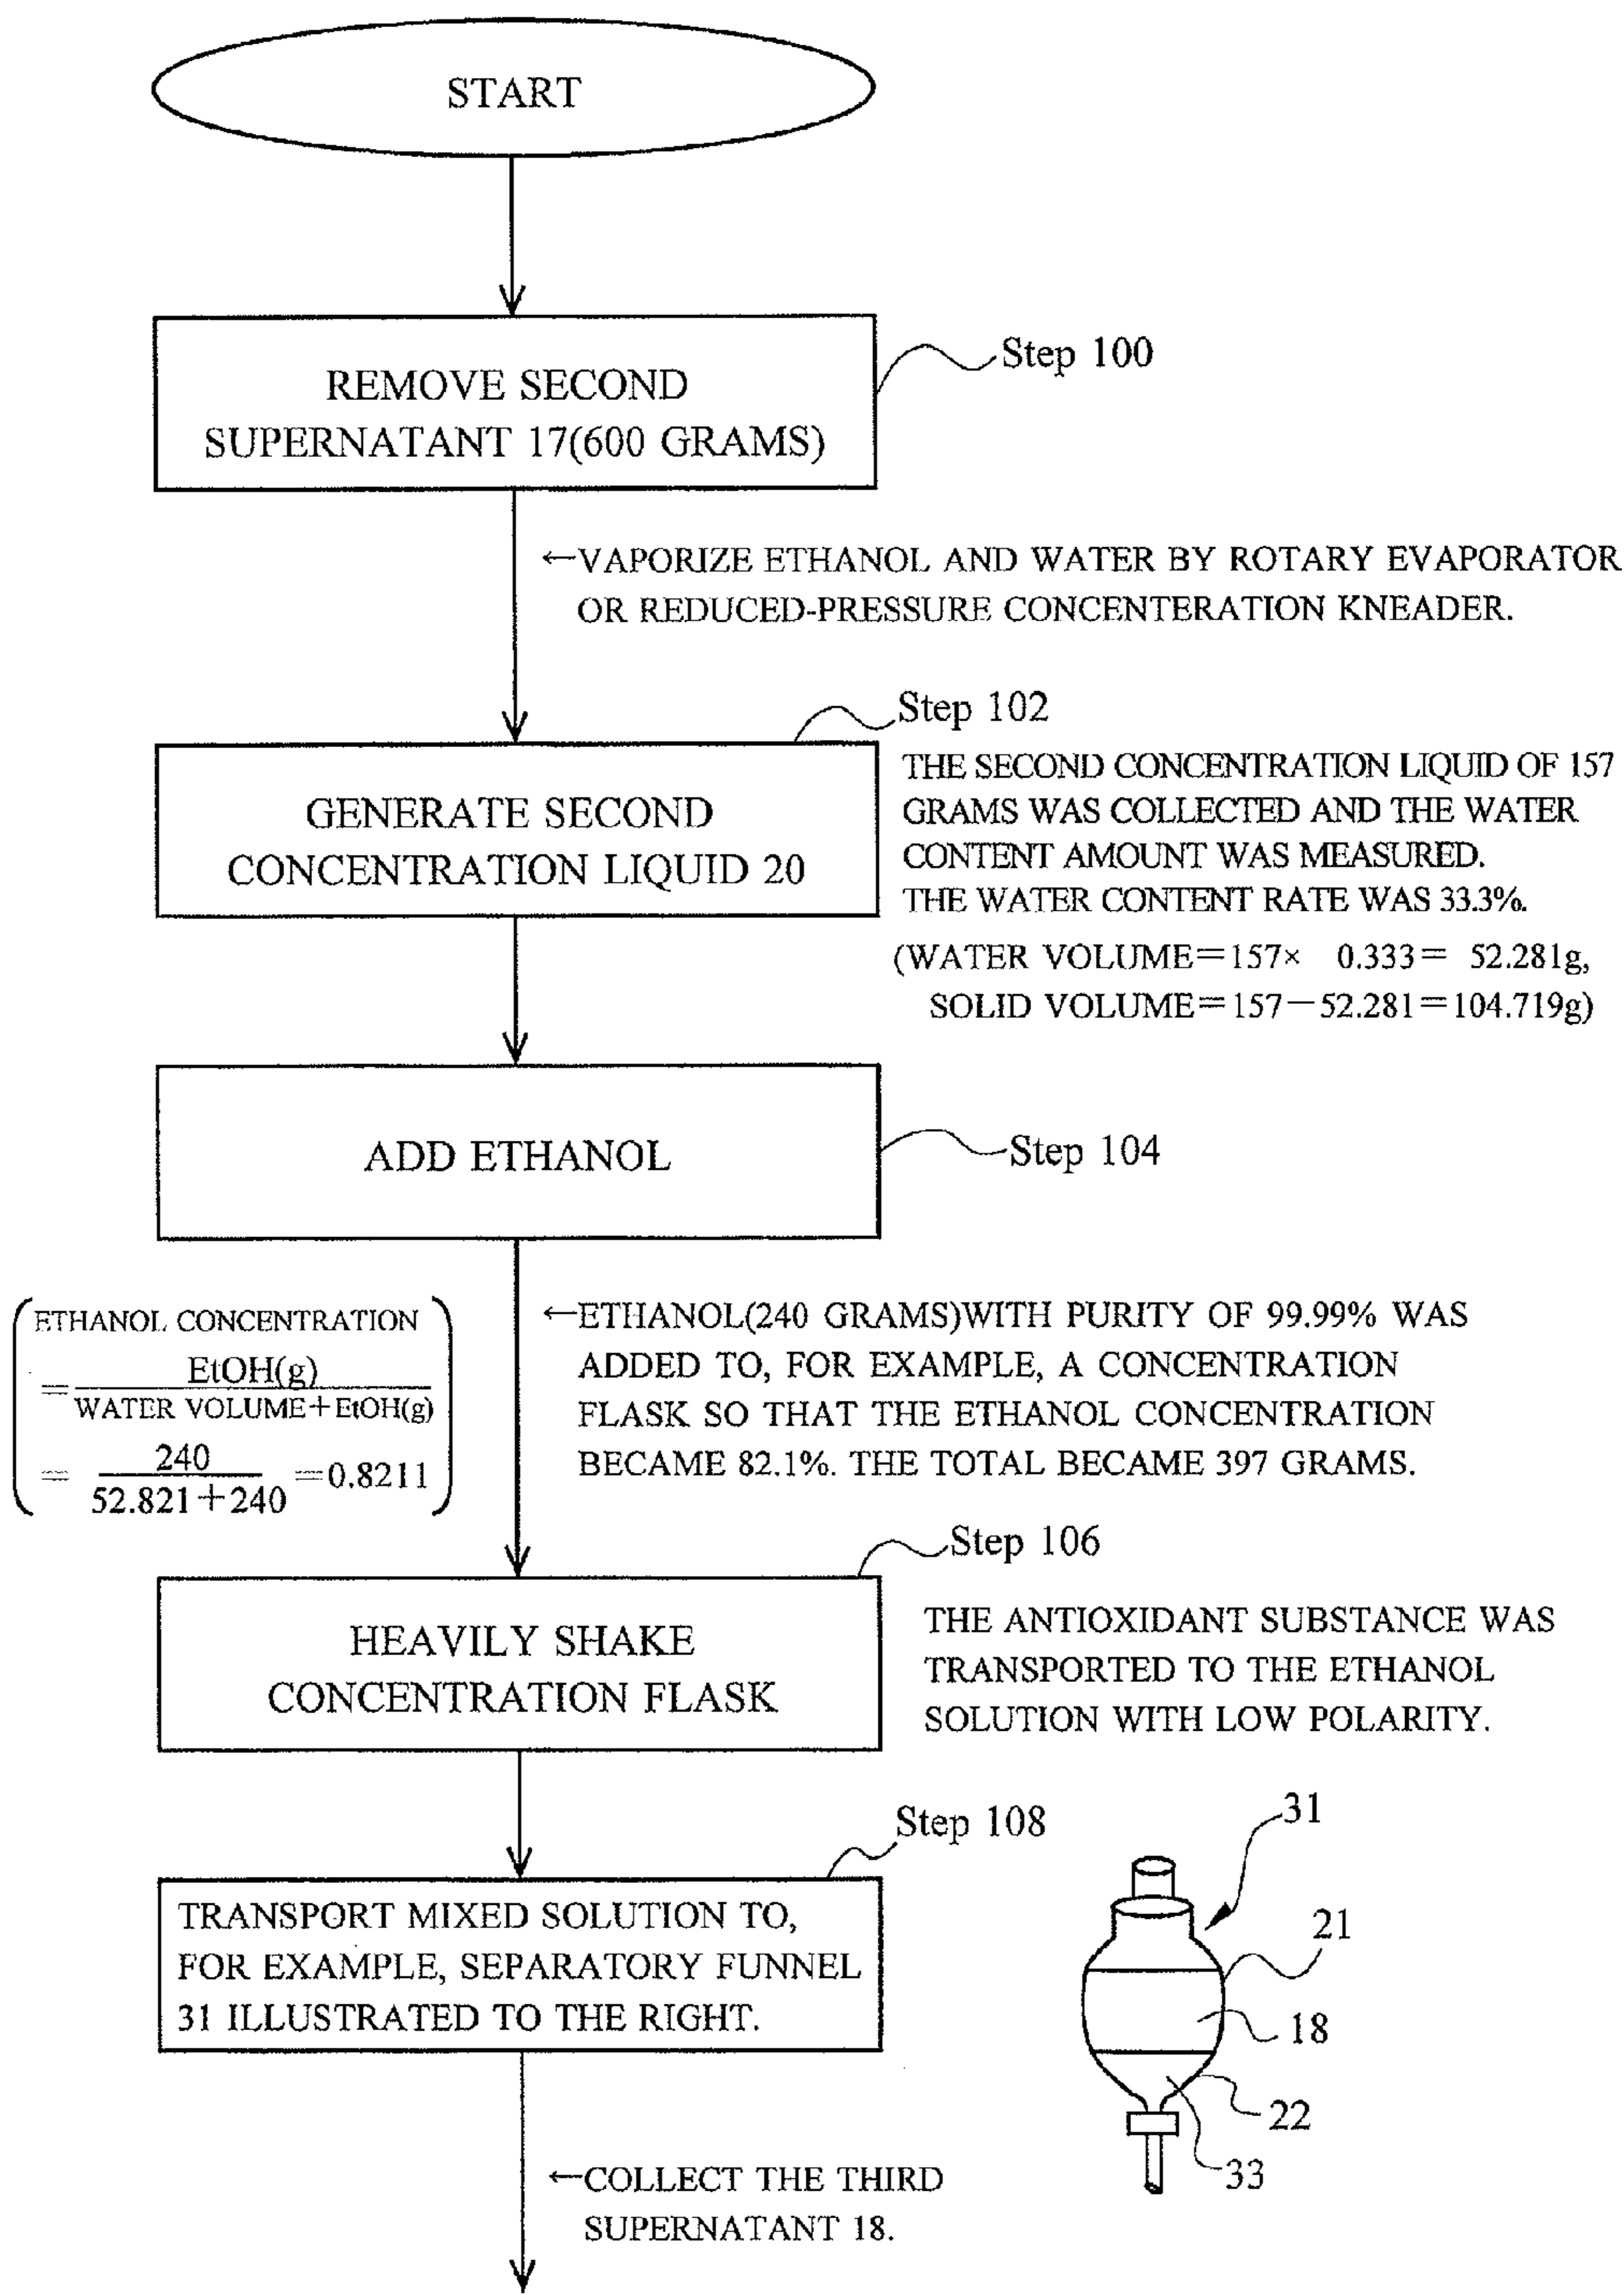 START
Step 100
REMOVE SECOND
SUPERNATANT 17(600 GRAMS)
←VAPORIZE ETHANOL AND WATER BY ROTARY EVAPORATOR
OR REDUCED-PRESSURE CONCENTERATION KNEADER.
Step 102
GENERATE SECOND
CONCENTRATION LIQUID 20
THE SECOND CONCENTRATION LIQUID OF 157
GRAMS WAS COLLECTED AND THE WATER
CONTENT AMOUNT WAS MEASURED.
THE WATER CONTENT RATE WAS 33.3%.
(WATER VOLUME=157× 0.333= 52.281g,
SOLID VOLUME=157−52.281=104.719g)
ADD ETHANOL
Step 104
ETHANOL CONCENTRATION
= EtOH(g)
WATER VOLUME+EtOH(g)
= 240
52.821+240 =0.8211
←ETHANOL(240 GRAMS)WITH PURITY OF 99.99% WAS
ADDED TO, FOR EXAMPLE, A CONCENTRATION
FLASK SO THAT THE ETHANOL CONCENTRATION
BECAME 82.1%. THE TOTAL BECAME 397 GRAMS.
Step 106
HEAVILY SHAKE
CONCENTRATION FLASK
THE ANTIOXIDANT SUBSTANCE WAS
TRANSPORTED TO THE ETHANOL
SOLUTION WITH LOW POLARITY.
Step 108
TRANSPORT MIXED SOLUTION TO,
FOR EXAMPLE, SEPARATORY FUNNEL
31 ILLUSTRATED TO THE RIGHT.
31
21
18
22
33
←COLLECT THE THIRD
SUPERNATANT 18.